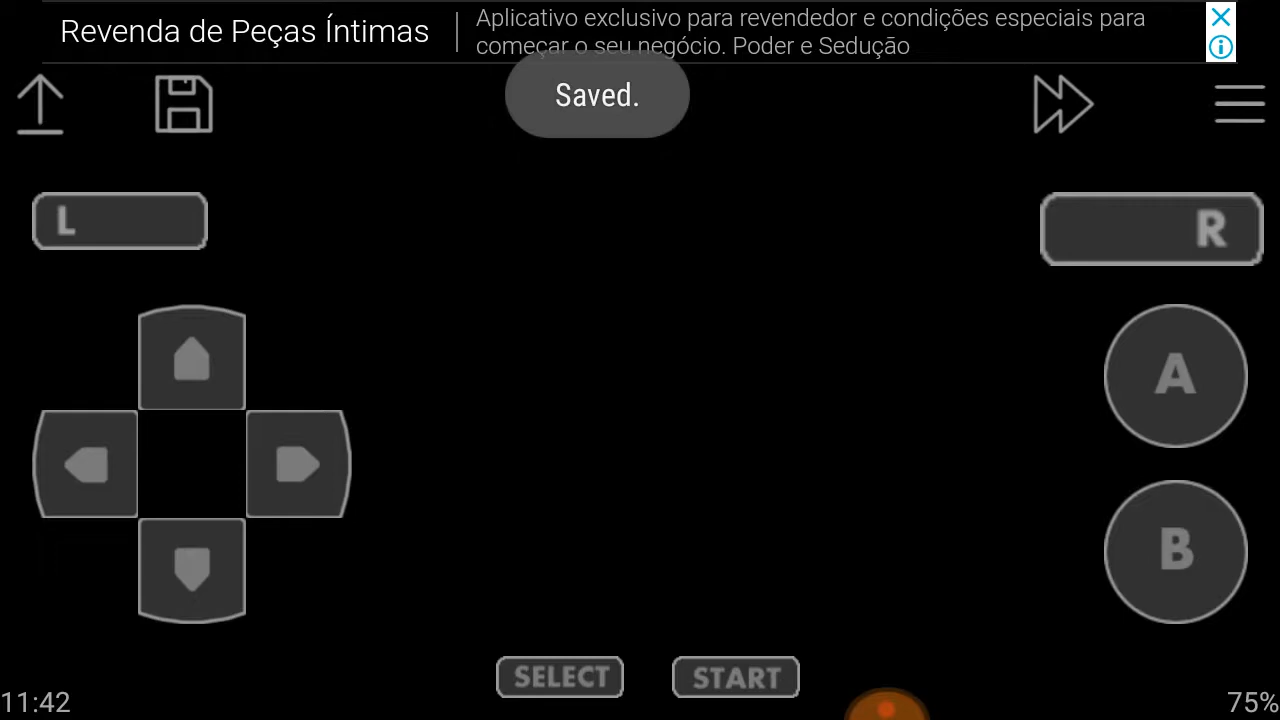 Revenda de Peças Íntimas
Aplicativo exclusivo para revendedor e condições especiais para
começar o seu negócio. Poder e Sedução
Saved.
L
R
A
B
SELECT
START
11:42
75%